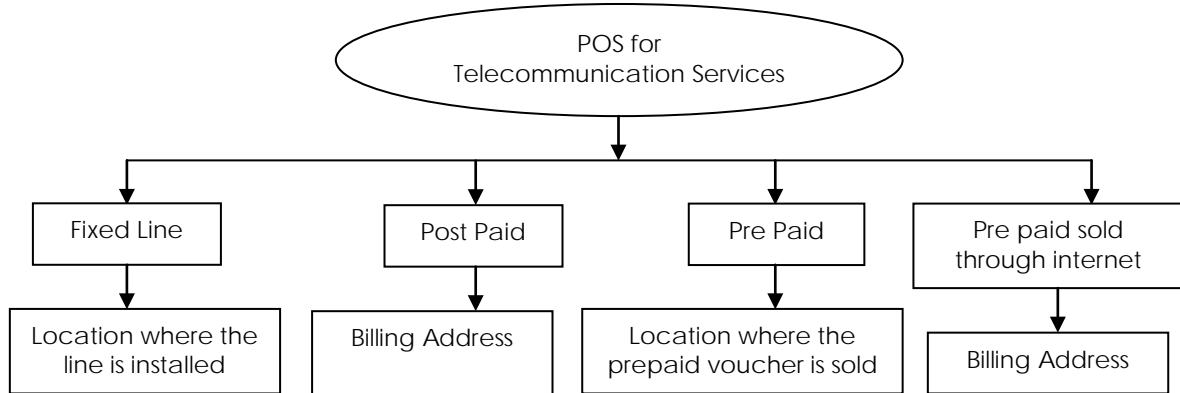 POS for
Telecommunication Services
Fixed Line
Post Paid
Pre Paid
Pre paid sold
through internet
Location where the
line is installed
Billing Address
Location where the
prepaid voucher is sold
Billing Address